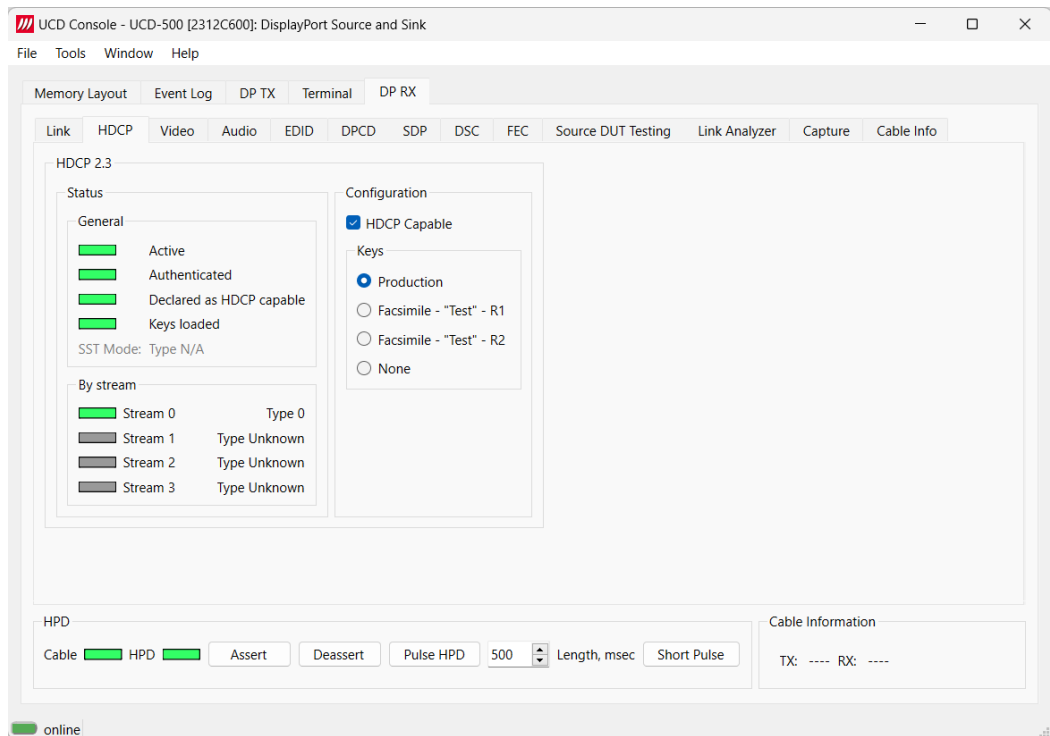 UCD Console - UCD-500 [2312C600]: DisplayPort Source and Sink
File Tools Window Help
Memory Layout Event Log DP TX Terminal DP RX
Link HDCP Video Audio EDID DPCD SDP DSC FEC Source DUT Testing Link Analyzer Capture Cable Info
HDCP 2.3
Status
General
Active
Authenticated
Declared as HDCP capable
Keys loaded
SST Mode: Type N/A
By stream
Stream 0 Type 0
Stream 1 Type Unknown
Stream 2 Type Unknown
Stream 3 Type Unknown
Configuration
HDCP Capable
Keys
Production
Facsimile - "Test" - R1
Facsimile - "Test" - R2
None
HPD
Cable HPD Assert Deassert Pulse HPD 500 Length, msec Short Pulse
Cable Information
TX: ---- RX: ----
online